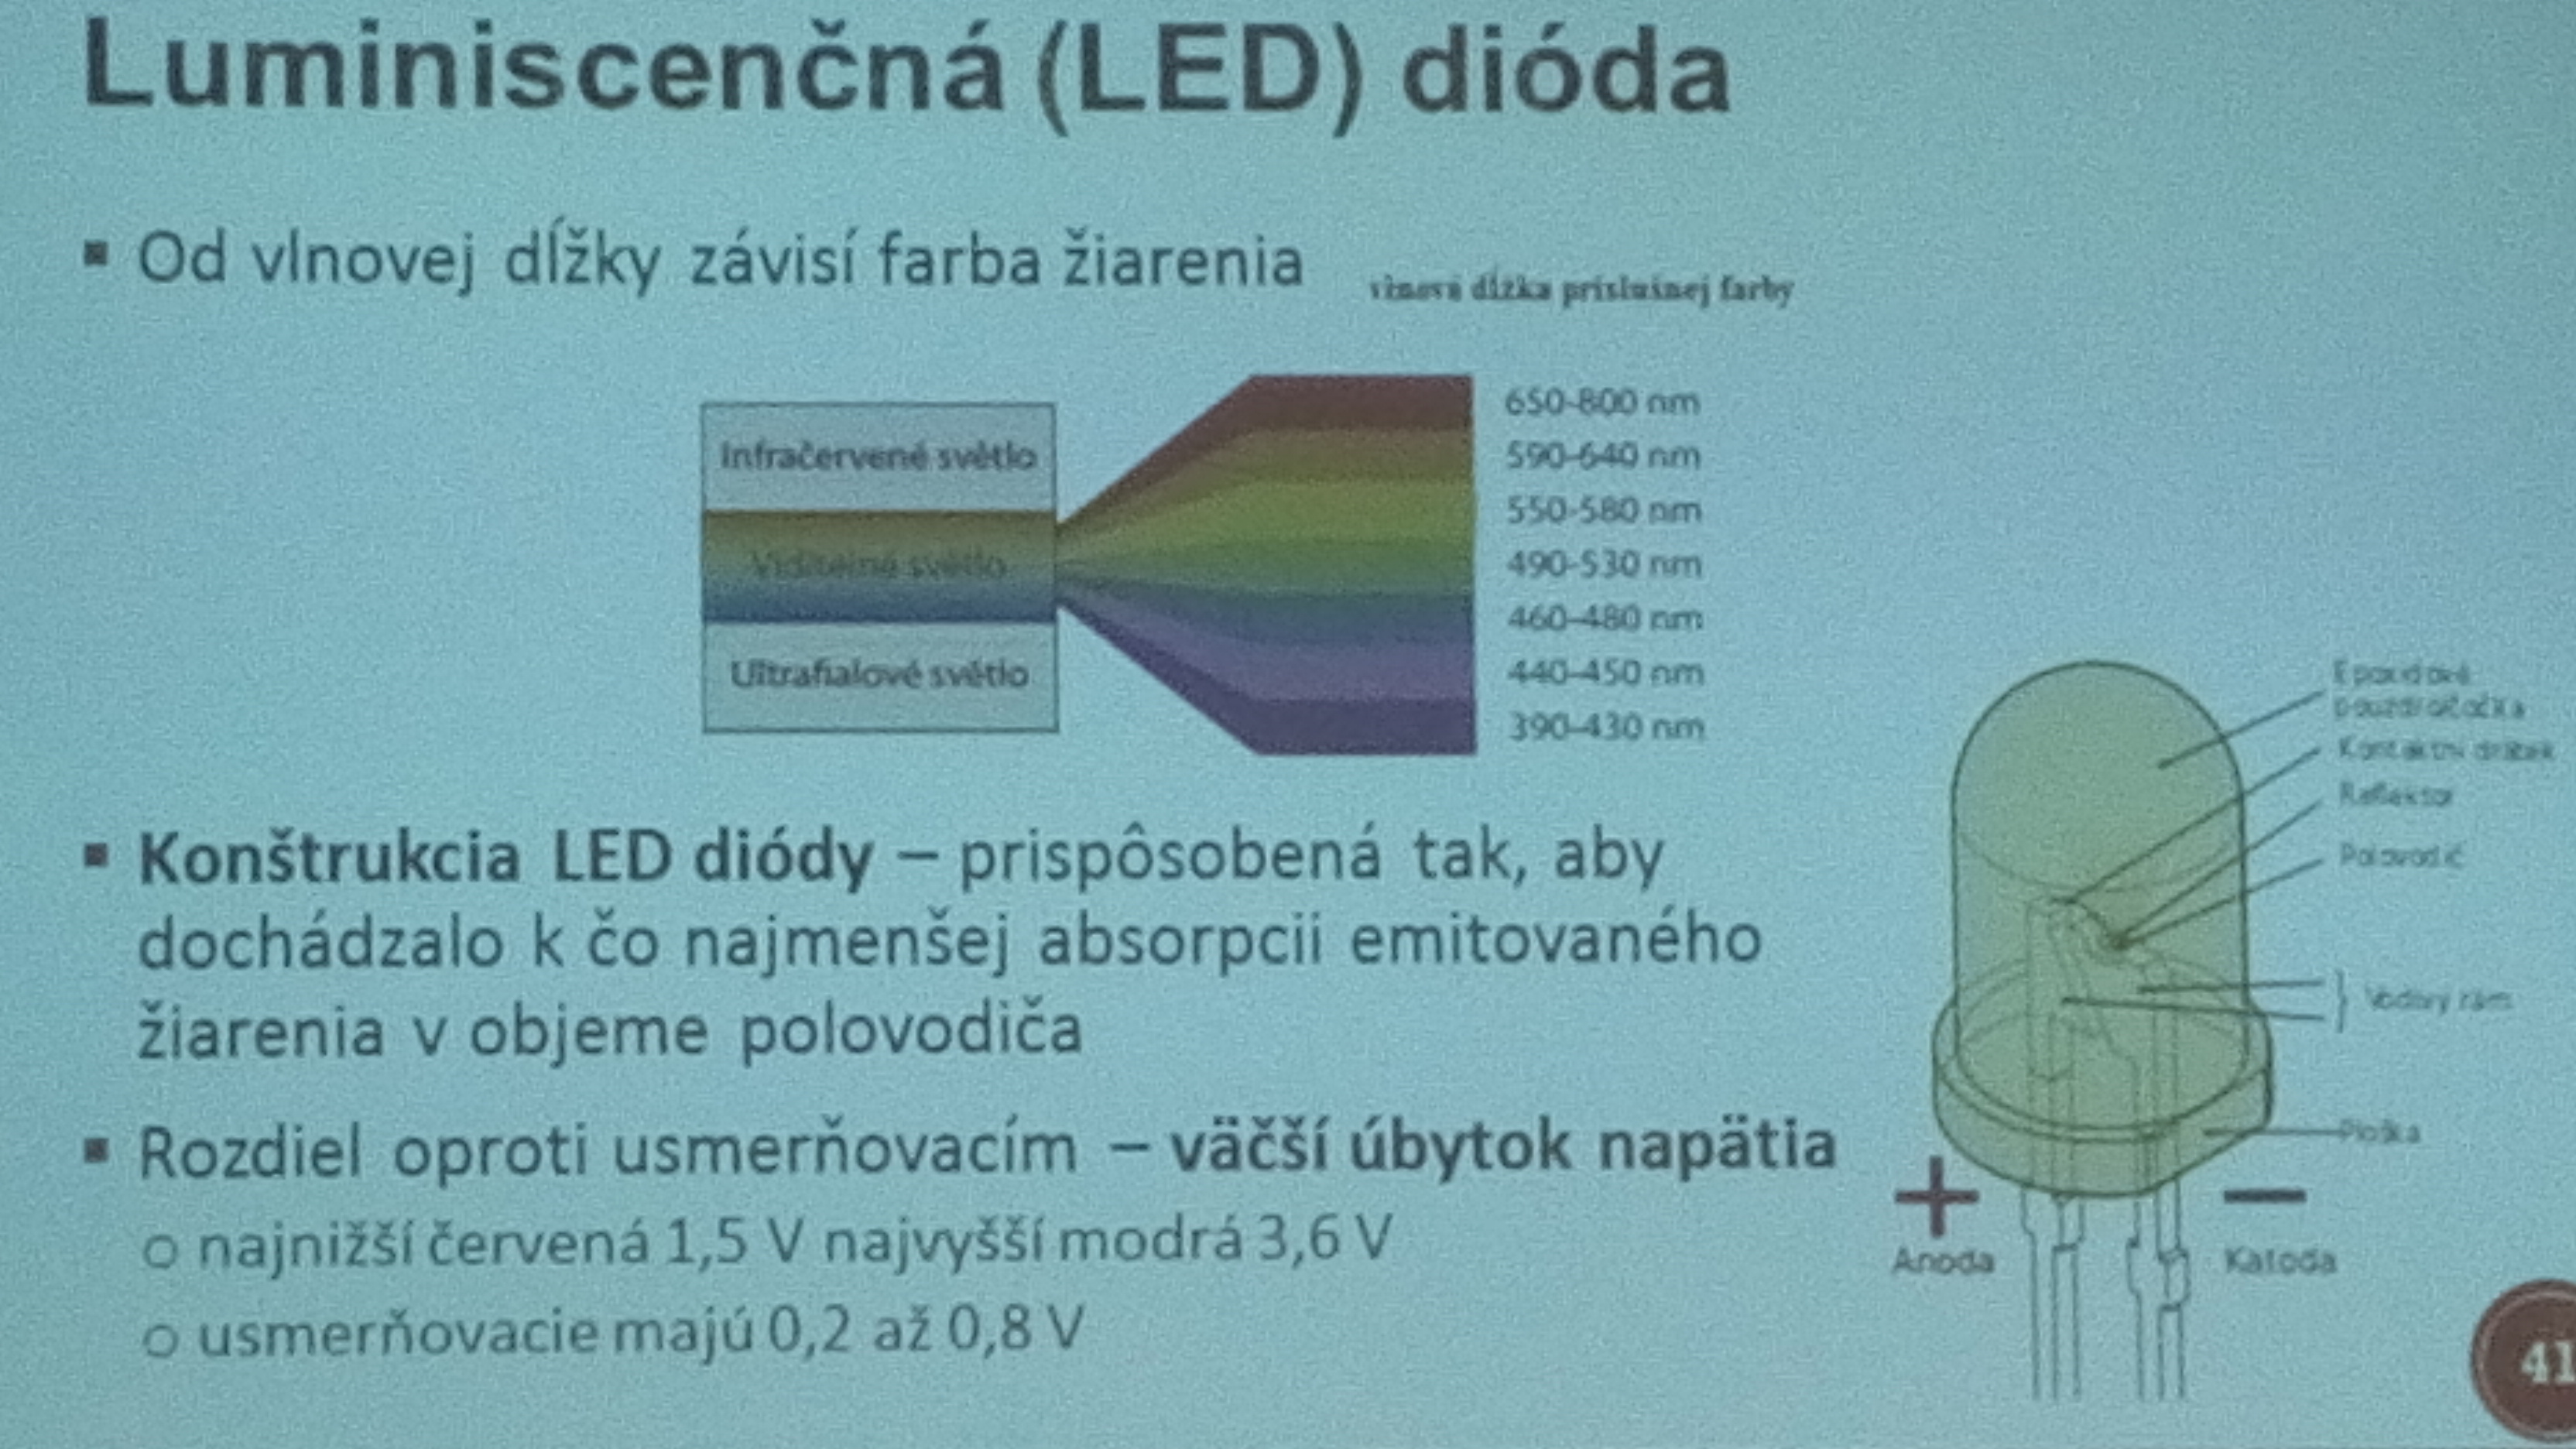 Luminiscenčná (LED) dióda
Od vlnovej dĺžky závisí farba žiarenia
vlnová dĺžka príslušnej farby
Infračervené světlo
Viditelné světlo
Ultrafialové světlo
650-800 nm
590-640 nm
550-580 nm
490-530 nm
460-480 nm
440-450 nm
390-430 nm
Konštrukcia LED diódy – prispôsobená tak, aby
dochádzalo k čo najmenšej absorpcii emitovaného
žiarenia v objeme polovodiča
Rozdiel oproti usmerňovacím – väčší úbytok napätia
najnižší červená 1,5 V najvyšší modrá 3,6 V
usmerňovacie majú 0,2 až 0,8 V
Epoxidové
Kontaktní drátek
Reflektor
Polovodič
rám
Ploška
+
Anoda
–
Katoda
41